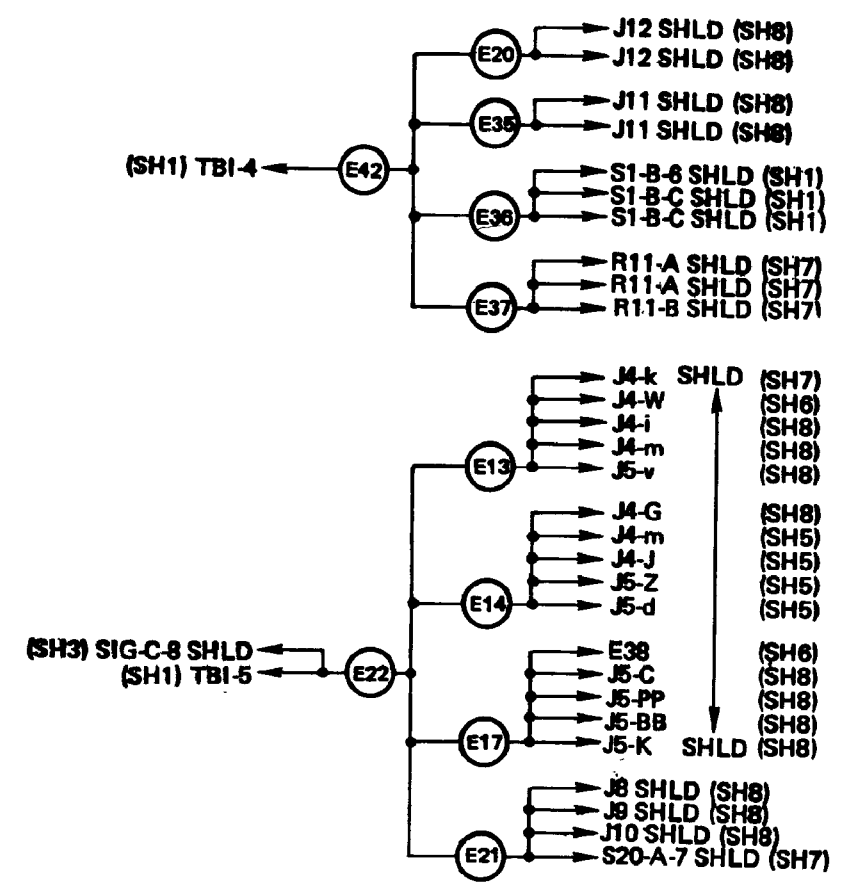 J12 SHLD (SH8)
E20
J12 SHLD (SH8)
J11 SHLD (SH8)
E35
J11 SHLD (SH8)
(SH1) TBI-4
E42
S1-B-6 SHLD (SH1)
S1-B-C SHLD (SH1)
E36
S1-B-C SHLD (SH1)
R11-A SHLD (SH7)
R11-A SHLD (SH7)
E37
R11-B SHLD (SH7)
J4-k SHLD (SH7)
J4-W (SH6)
J4-i (SH8)
J4-m (SH8)
E13
J5-v (SH8)
J4-G (SH8)
J4-m (SH5)
J4-J (SH5)
J5-Z (SH5)
E14
J5-d (SH5)
(SH3) SIG-C-8 SHLD
(SH1) TBI-5
E22
E38 (SH6)
J5-C (SH8)
J5-PP (SH8)
J5-BB (SH8)
E17
J5-K SHLD (SH8)
J8 SHLD (SH8)
J9 SHLD (SH8)
J10 SHLD (SH8)
E21
S20-A-7 SHLD (SH7)